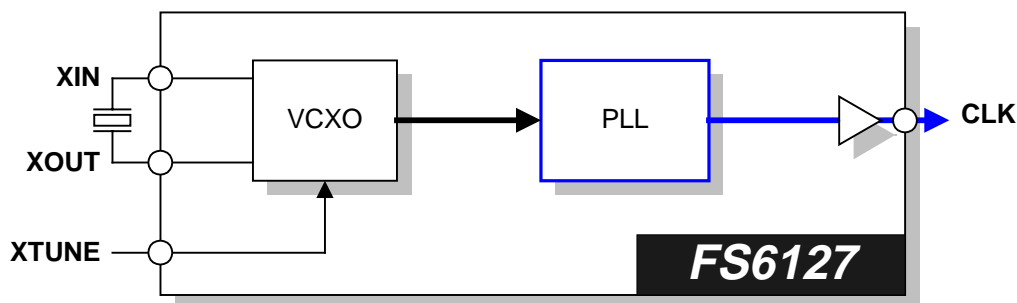 XIN
VCXO
PLL
CLK
XOUT
XTUNE
FS6127